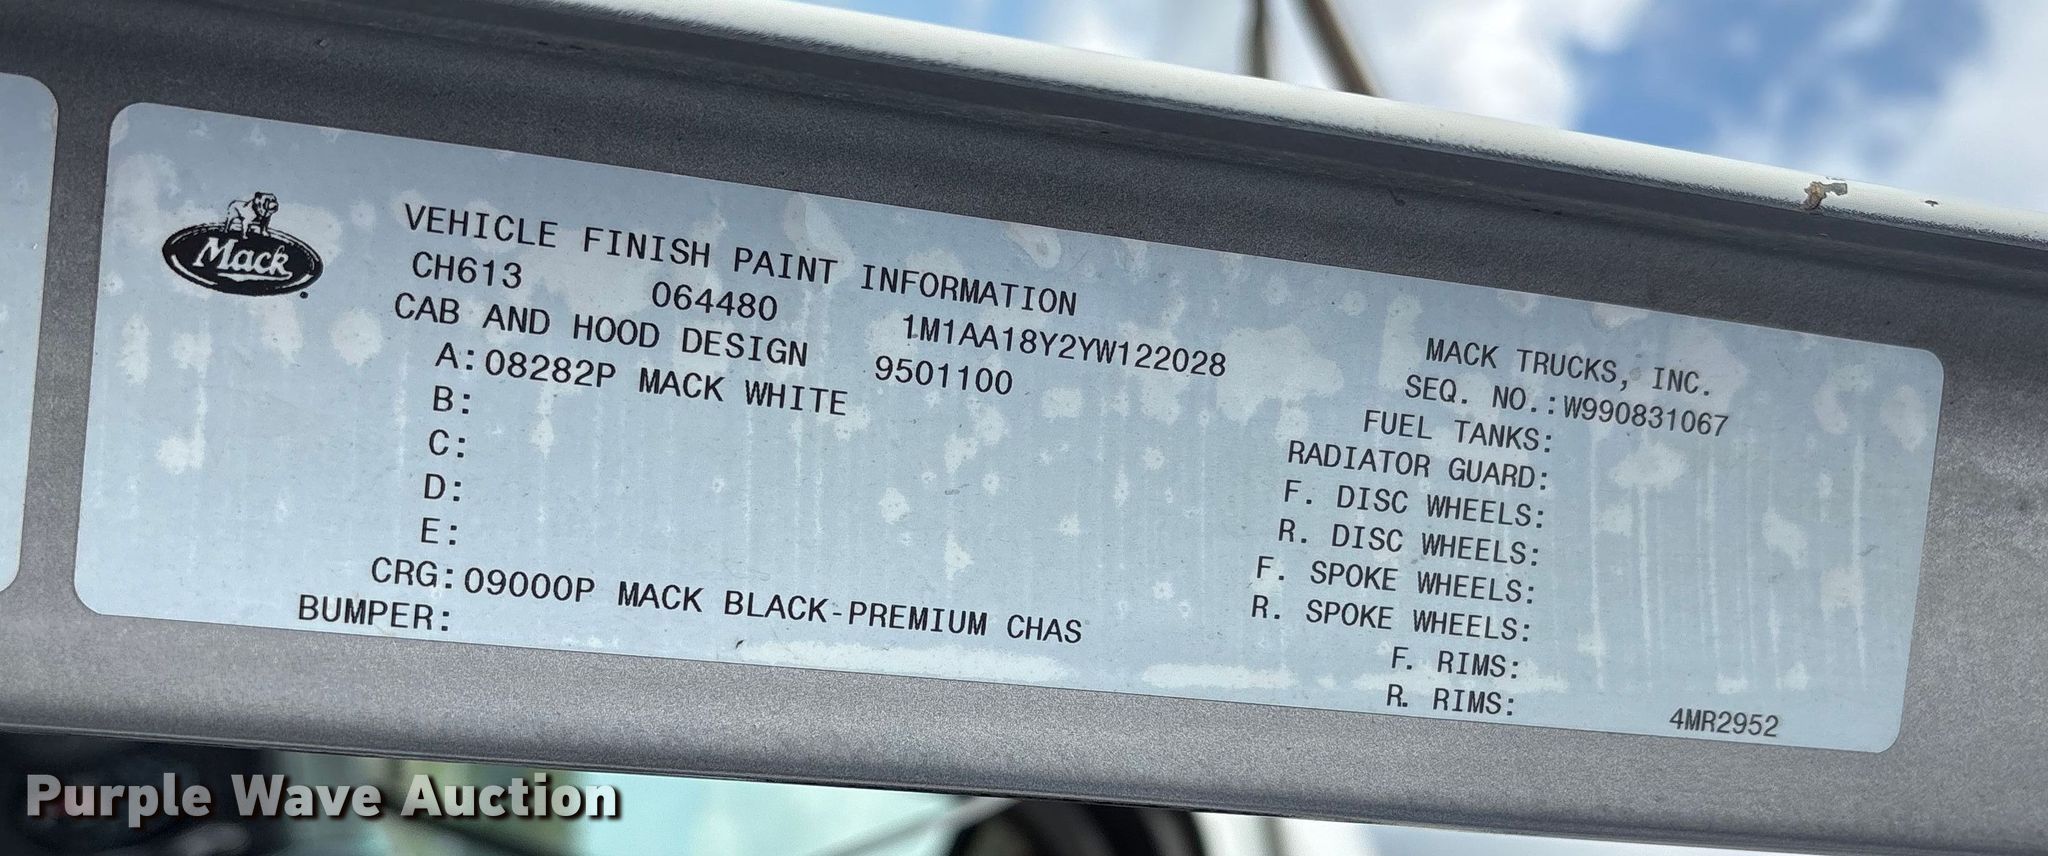 Mack
VEHICLE FINISH PAINT INFORMATION
CH613 064480 1M1AA18Y2YW122028
CAB AND HOOD DESIGN 9501100
A:08282P MACK WHITE
B:
C:
D:
E:
CRG:09000P MACK BLACK-PREMIUM CHAS
BUMPER:
MACK TRUCKS, INC.
SEQ. NO.:W990831067
FUEL TANKS:
RADIATOR GUARD:
F. DISC WHEELS:
R. DISC WHEELS:
F. SPOKE WHEELS:
R. SPOKE WHEELS:
F. RIMS:
R. RIMS:
4MR2952
Purple Wave Auction